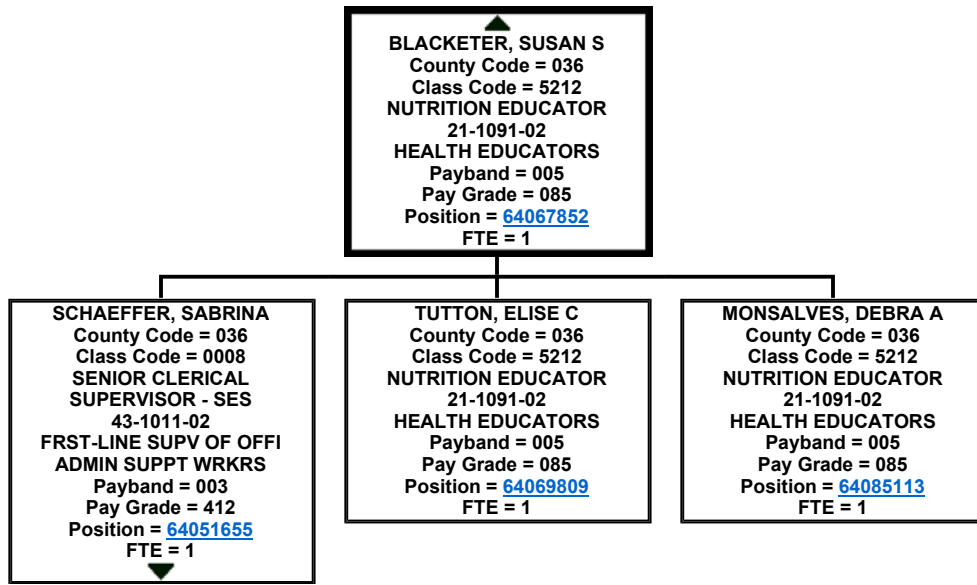 BLACKETER, SUSAN S
County Code = 036
Class Code = 5212
NUTRITION EDUCATOR
21-1091-02
HEALTH EDUCATORS
Payband = 005
Pay Grade = 085
Position = 64067852
FTE = 1
SCHAEFFER, SABRINA
County Code = 036
Class Code = 0008
SENIOR CLERICAL
SUPERVISOR - SES
43-1011-02
FRST-LINE SUPV OF OFFI
ADMIN SUPPT WRKRS
Payband = 003
Pay Grade = 412
Position = 64051655
FTE = 1
TUTTON, ELISE C
County Code = 036
Class Code = 5212
NUTRITION EDUCATOR
21-1091-02
HEALTH EDUCATORS
Payband = 005
Pay Grade = 085
Position = 64069809
FTE = 1
MONSALVES, DEBRA A
County Code = 036
Class Code = 5212
NUTRITION EDUCATOR
21-1091-02
HEALTH EDUCATORS
Payband = 005
Pay Grade = 085
Position = 64085113
FTE = 1